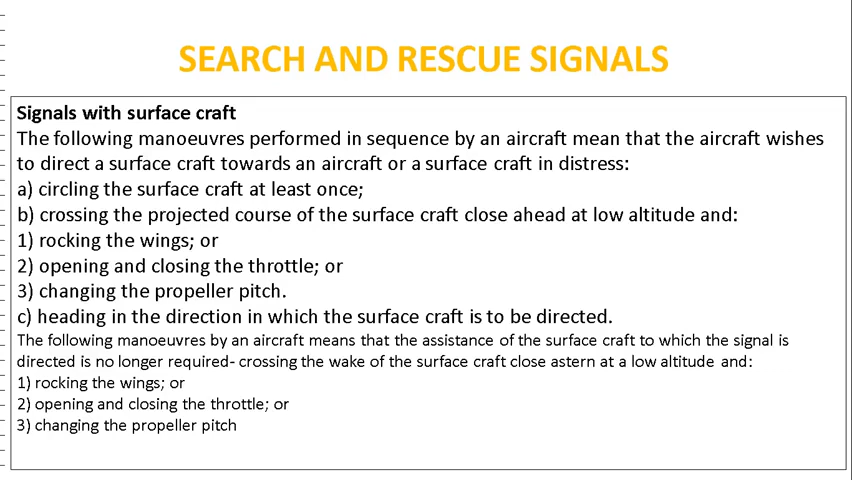 SEARCH AND RESCUE SIGNALS
Signals with surface craft
The following manoeuvres performed in sequence by an aircraft mean that the aircraft wishes
to direct a surface craft towards an aircraft or a surface craft in distress:
a) circling the surface craft at least once;
b) crossing the projected course of the surface craft close ahead at low altitude and:
1) rocking the wings; or
2) opening and closing the throttle; or
3) changing the propeller pitch.
c) heading in the direction in which the surface craft is to be directed.
The following manoeuvres by an aircraft means that the assistance of the surface craft to which the signal is
directed is no longer required- crossing the wake of the surface craft close astern at a low altitude and:
1) rocking the wings; or
2) opening and closing the throttle; or
3) changing the propeller pitch